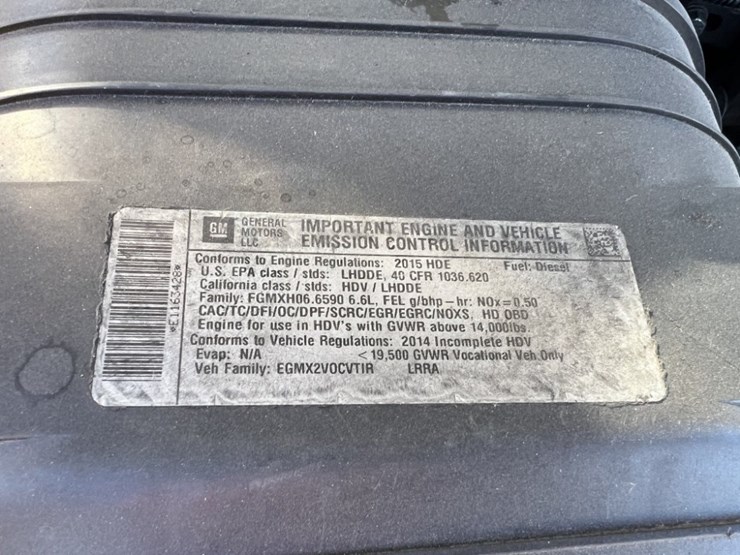 GM
GENERAL
MOTORS
LLC
IMPORTANT ENGINE AND VEHICLE
EMISSION CONTROL INFORMATION
Conforms to Engine Regulations: 2015 HDE Fuel: Diesel
U.S. EPA class / stds: LHDDE, 40 CFR 1036.620
California class / stds: HDV / LHDDE
Family: FGMXH06.6590 6.6L, FEL g/bhp - hr: NOx = 0.50
CAC/TC/DFI/OC/DPF/SCRC/EGR/EGRC/NOXS, HD OBD
Engine for use in HDV's with GVWR above 14,000lbs.
Conforms to Vehicle Regulations: 2014 Incomplete HDV
Evap: N/A < 19,500 GVWR Vocational Veh Only
Veh Family: EGMX2VOCVTIR LRRA
*E1163428*